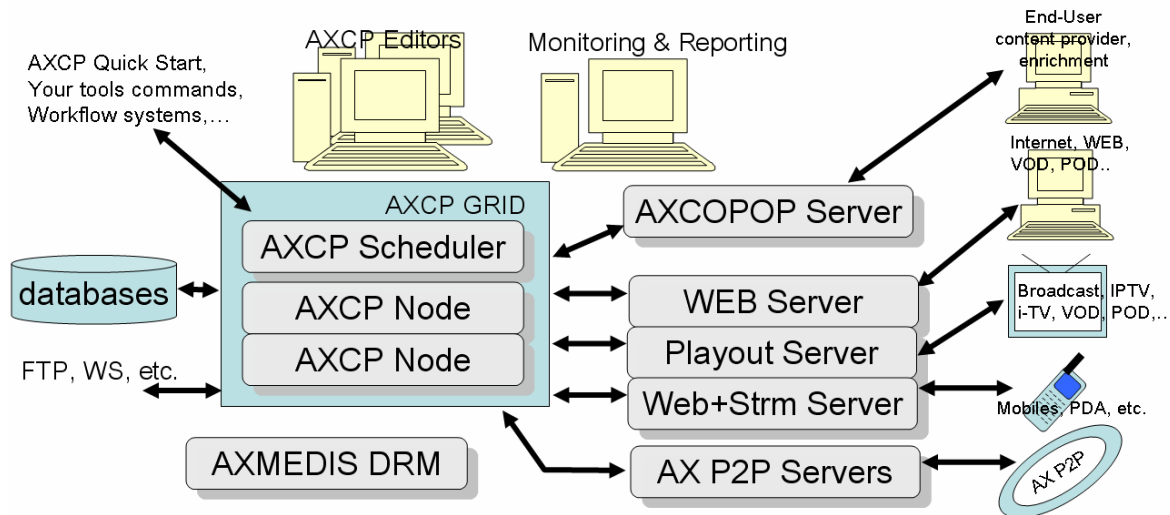 AXCP Quick Start,
Your tools commands,
Workflow systems,...
AXCP Editors
Monitoring & Reporting
End-User
content provider,
enrichment
Internet, WEB,
VOD, POD..
AXCP GRID
AXCP Scheduler
AXCP Node
AXCP Node
databases
FTP, WS, etc.
AXMEDIS DRM
AXCOPOP Server
WEB Server
Playout Server
Web+Strm Server
AX P2P Servers
Broadcast, IPTV,
i-TV, VOD, POD,..
Mobiles, PDA, etc.
AX P2P